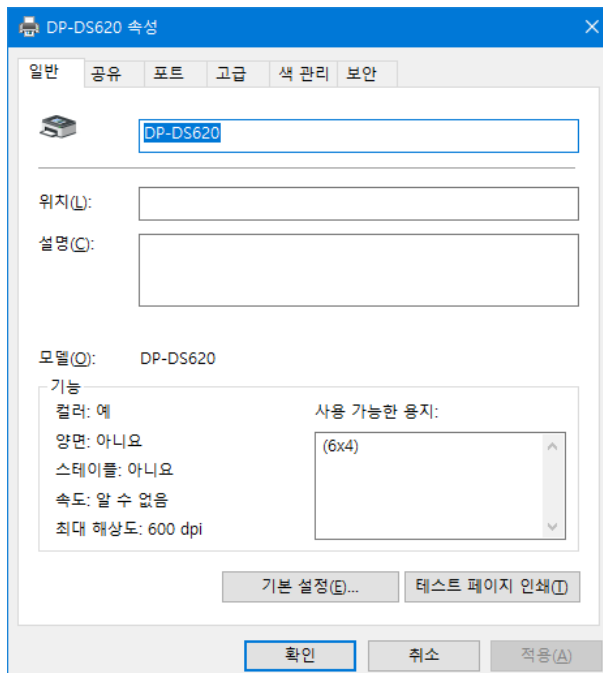 DP-DS620 속성
일반 공유 포트 고급 색 관리 보안
DP-DS620
위치(L):
설명(C):
모델(O): DP-DS620
기능
컬러: 예
양면: 아니요
스테이플: 아니요
속도: 알 수 없음
최대 해상도: 600 dpi
사용 가능한 용지:
(6x4)
기본 설정(E)... 테스트 페이지 인쇄(T)
확인 취소 적용(A)